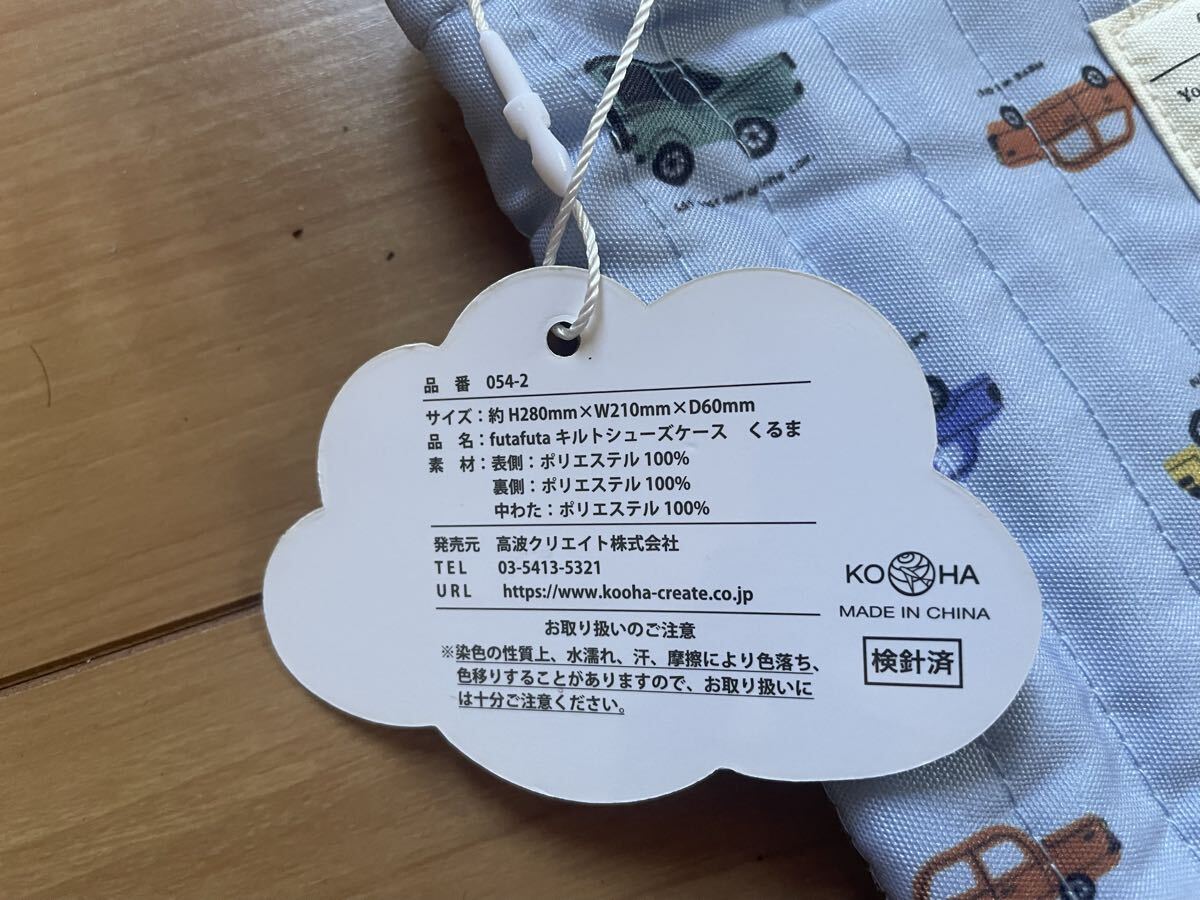 品 番 054-2
サイズ：約 H280mm×W210mm×D60mm
品 名：futafuta キルトシューズケース くるま
素 材：表側：ポリエステル 100%
裏側：ポリエステル 100%
中わた：ポリエステル 100%
発売元 高波クリエイト株式会社
TEL 03-5413-5321
URL https://www.kooha-create.co.jp
お取り扱いのご注意
※染色の性質上、水濡れ、汗、摩擦により色落ち、
色移りすることがありますので、お取り扱いに
は十分ご注意ください。
KOOHA
MADE IN CHINA
検針済